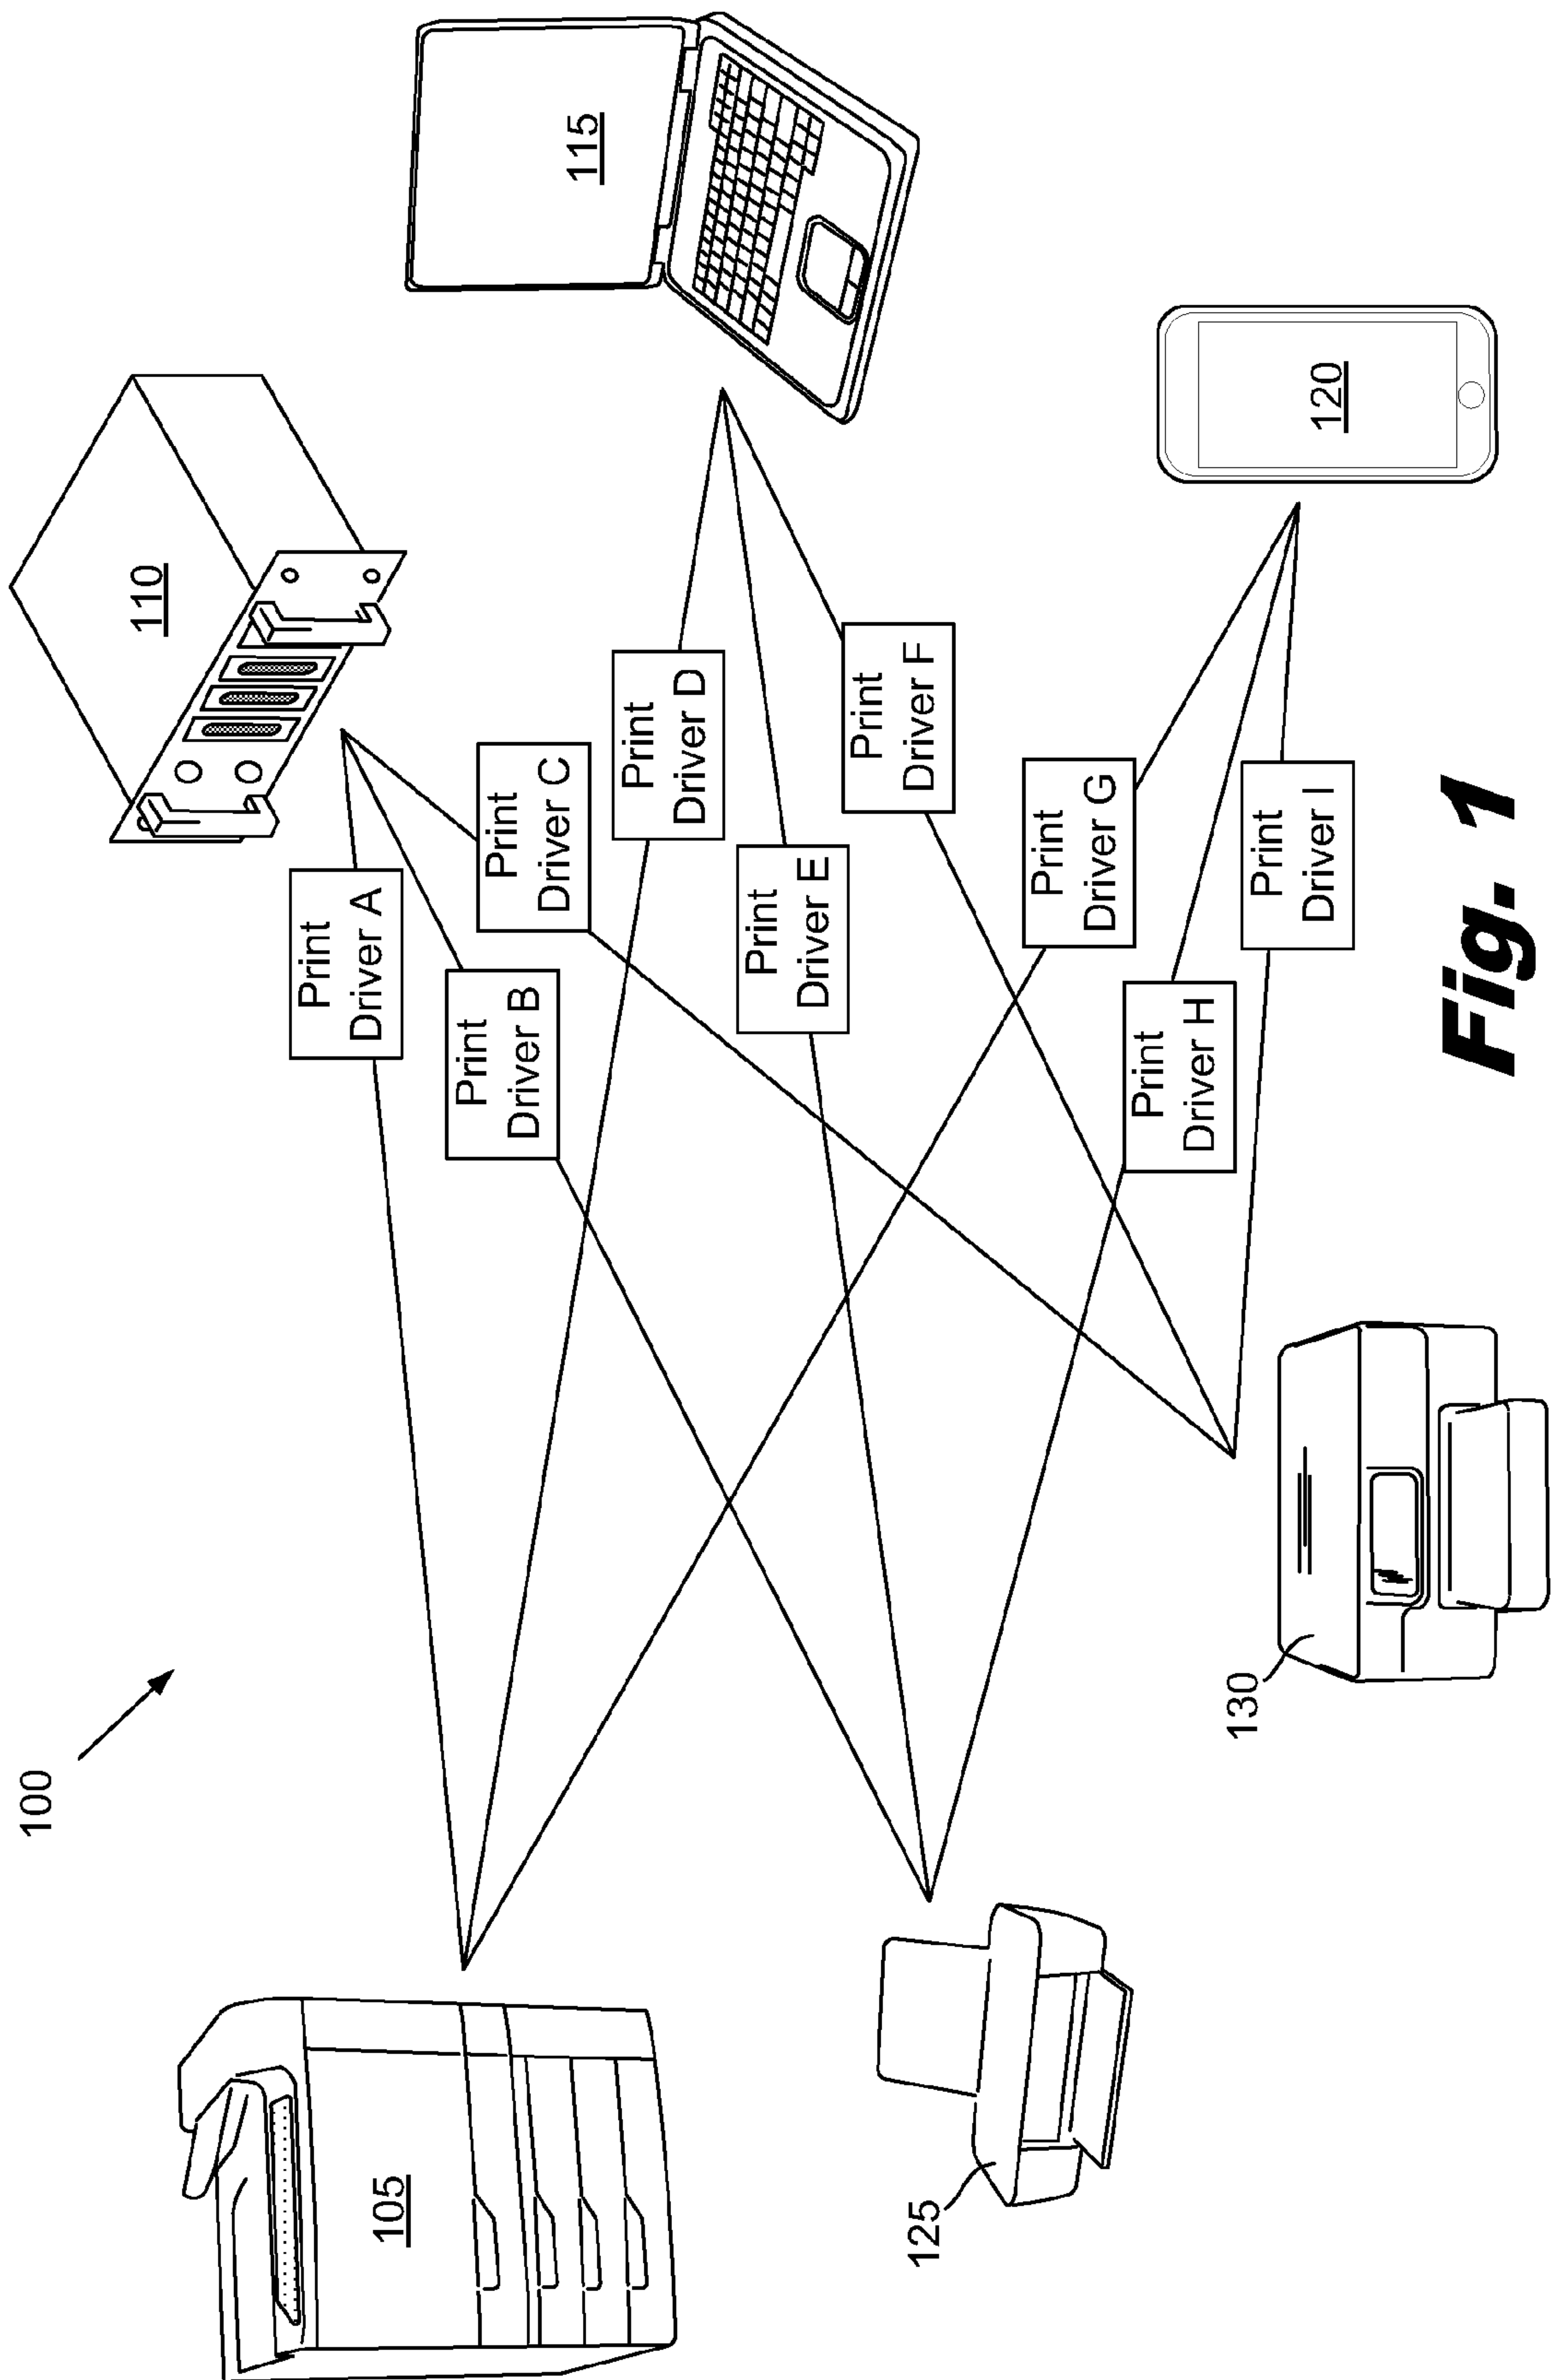 100
105
110
115
120
125
130
Print
Driver A
Print
Driver B
Print
Driver C
Print
Driver D
Print
Driver E
Print
Driver F
Print
Driver G
Print
Driver H
Print
Driver I
Fig. 1